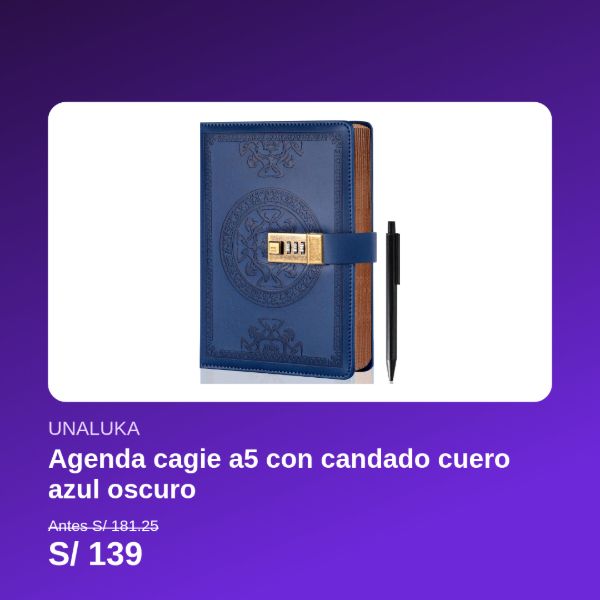 UNALUKA
Agenda cagie a5 con candado cuero
azul oscuro
Antes S/ 181.25
S/ 139